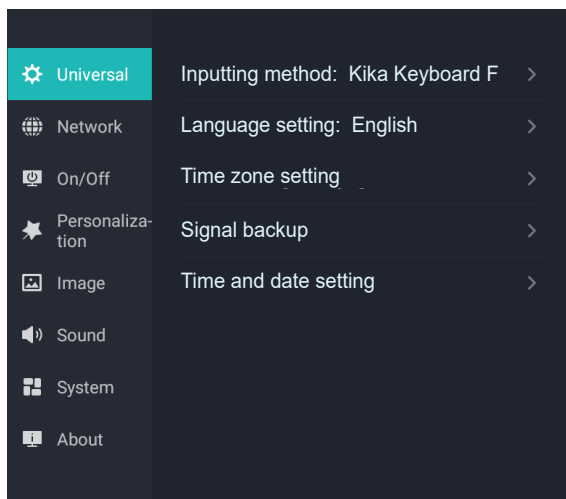 Universal
Network
On/Off
Personaliza-
tion
Image
Sound
System
About
Inputting method: Kika Keyboard F
Language setting: English
Time zone setting
Signal backup
Time and date setting